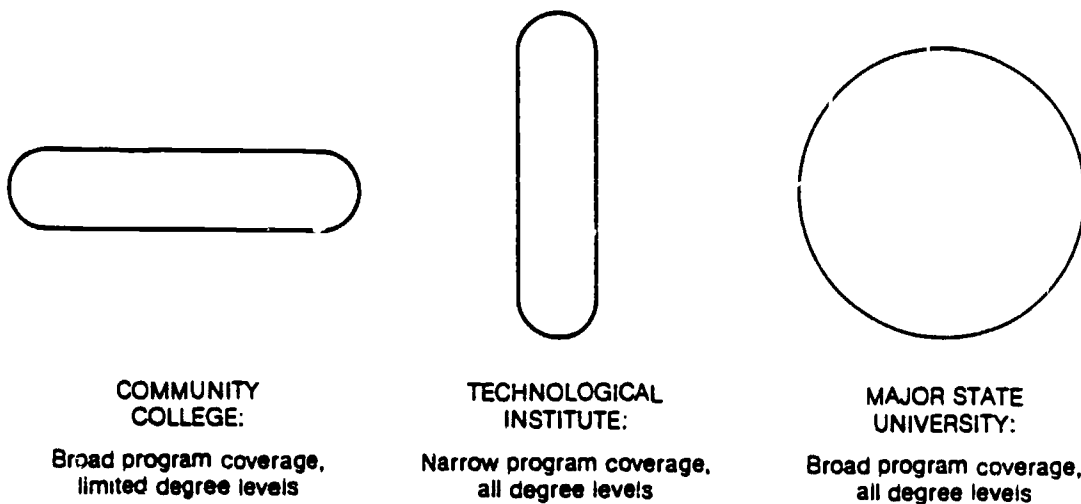 COMMUNITY
COLLEGE:
Broad program coverage,
limited degree levels
TECHNOLOGICAL
INSTITUTE:
Narrow program coverage,
all degree levels
MAJOR STATE
UNIVERSITY:
Broad program coverage,
all degree levels